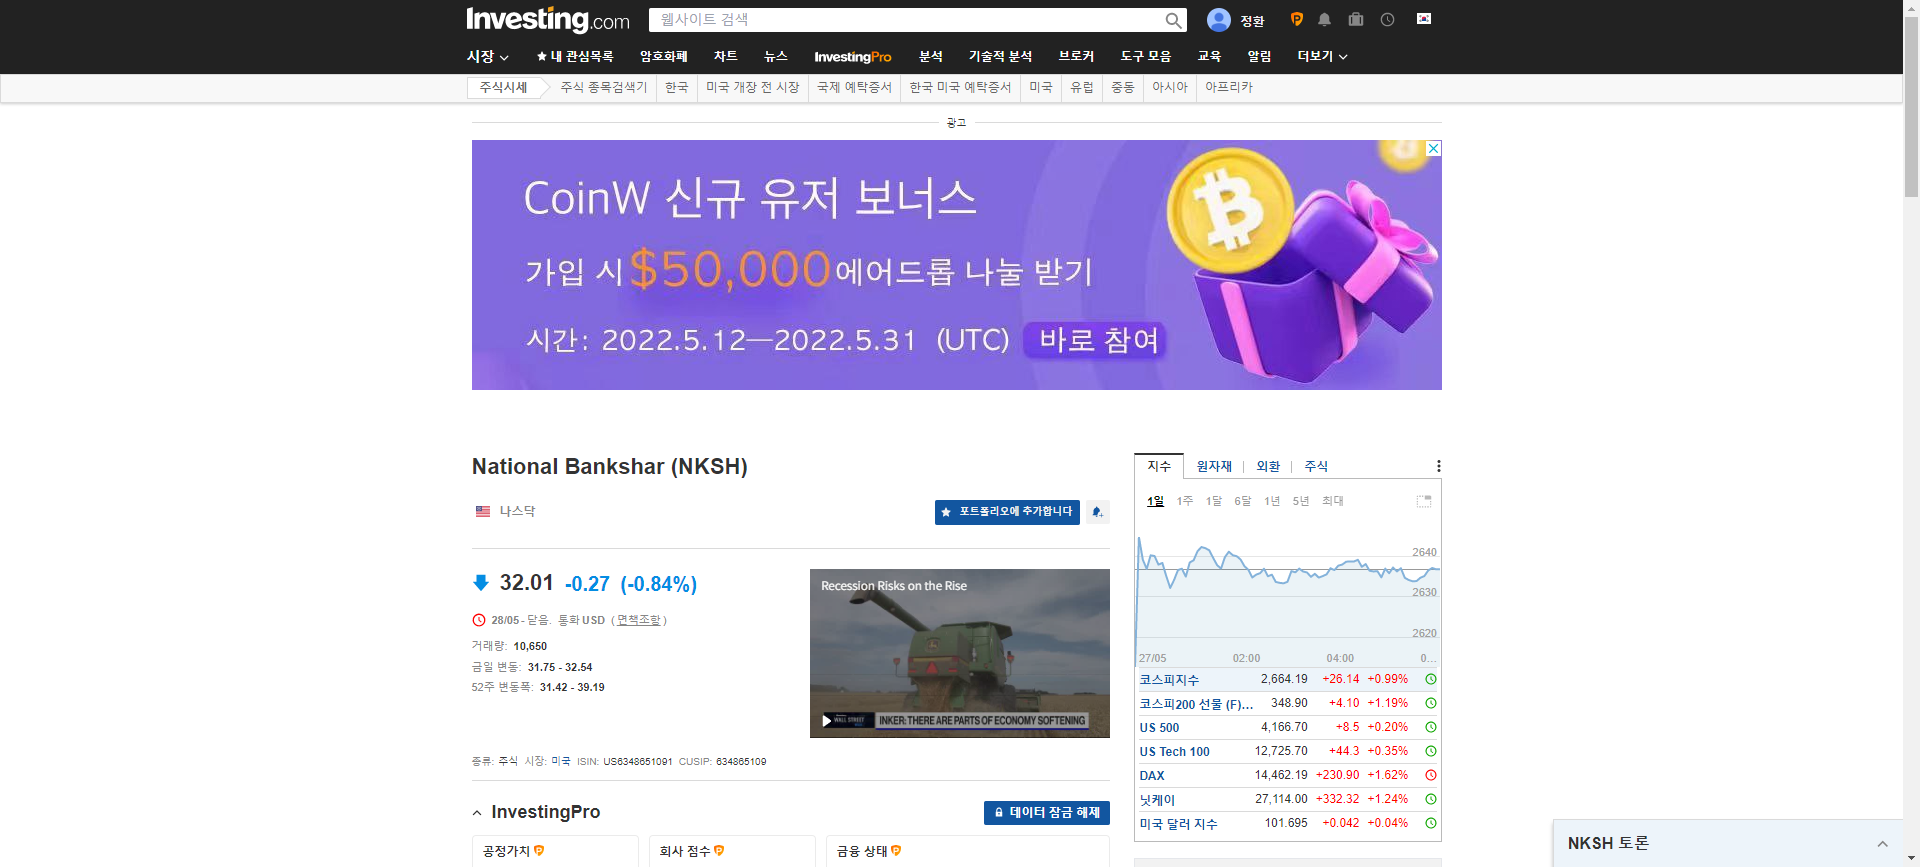 Investing.com
웹사이트 검색
정환
시장
내 관심목록 암호화폐 차트 뉴스 InvestingPro 분석 기술적 분석 브로커 도구 모음 교육 알림 더보기
주식시세 주식 종목검색기 한국 미국 개장 전 시장 국제 예탁증서 한국 미국 예탁증서 미국 유럽 중동 아시아 아프리카
광고
CoinW 신규 유저 보너스
가입 시 $50,000에어드롭 나눌 받기
시간: 2022.5.12—2022.5.31 (UTC) 바로 참여
National Bankshar (NKSH)
나스닥
포트폴리오에 추가합니다
32.01 -0.27 (-0.84%)
28/05 - 닫음. 통화 USD (면책조항)
거래량: 10,650
금일 변동: 31.75 - 32.54
52주 변동폭: 31.42 - 39.19
Recession Risks on the Rise
WALL STREET
INKER: THERE ARE PARTS OF ECONOMY SOFTENING
종류: 주식 시장: 미국 ISIN: US6348651091 CUSIP: 634865109
InvestingPro
데이터 잠금 해제
공정가치 회사 점수 금융 상태
지수 원자재 외환 주식
1일 1주 1달 6달 1년 5년 최대
2640
2630
2620
27/05 02:00 04:00 0...
코스피지수 2,664.19 +26.14 +0.99%
코스피200 선물 (F)... 348.90 +4.10 +1.19%
US 500 4,166.70 +8.5 +0.20%
US Tech 100 12,725.70 +44.3 +0.35%
DAX 14,462.19 +230.90 +1.62%
닛케이 27,114.00 +332.32 +1.24%
미국 달러 지수 101.695 +0.042 +0.04%
NKSH 토론